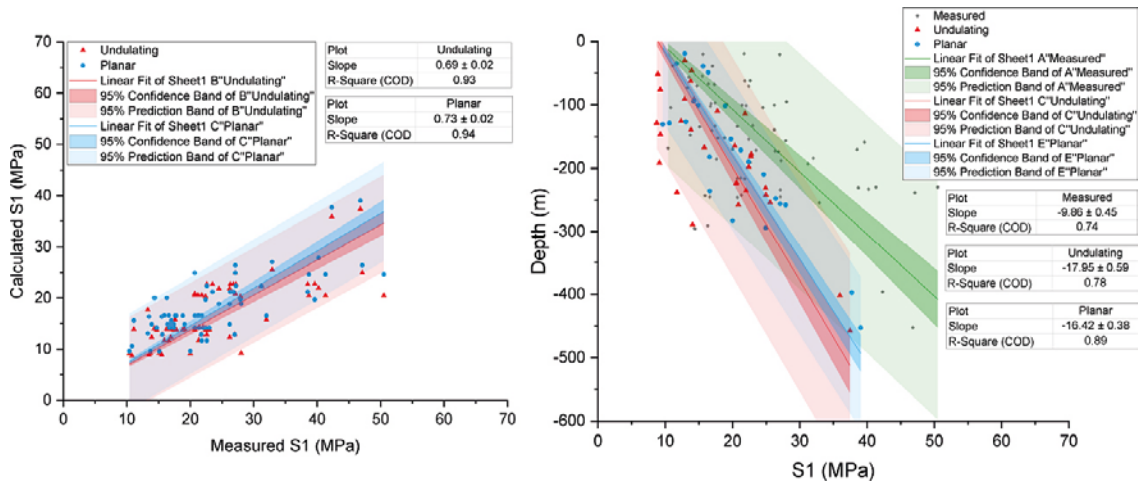 Undulating
Planar
Linear Fit of Sheet1 B"Undulating"
95% Confidence Band of B"Undulating"
95% Prediction Band of B"Undulating"
Linear Fit of Sheet1 C"Planar"
95% Confidence Band of C"Planar"
95% Prediction Band of C"Planar"
Plot Undulating
Slope 0.69 ± 0.02
R-Square (COD) 0.93
Plot Planar
Slope 0.73 ± 0.02
R-Square (COD 0.94
Calculated S1 (MPa)
70
60
50
40
30
20
10
0
0 10 20 30 40 50 60 70
Measured S1 (MPa)
Measured
Undulating
Planar
Linear Fit of Sheet1 A"Measured"
95% Confidence Band of A"Measured"
95% Prediction Band of A"Measured"
Linear Fit of Sheet1 C"Undulating"
95% Confidence Band of C"Undulating"
95% Prediction Band of C"Undulating"
Linear Fit of Sheet1 E"Planar"
95% Confidence Band of E"Planar"
95% Prediction Band of E"Planar"
Plot Measured
Slope -9.86 ± 0.45
R-Square (COD) 0.74
Plot Undulating
Slope -17.95 ± 0.59
R-Square (COD) 0.78
Plot Planar
Slope -16.42 ± 0.38
R-Square (COD) 0.89
Depth (m)
0
-100
-200
-300
-400
-500
-600
0 10 20 30 40 50 60 70
S1 (MPa)